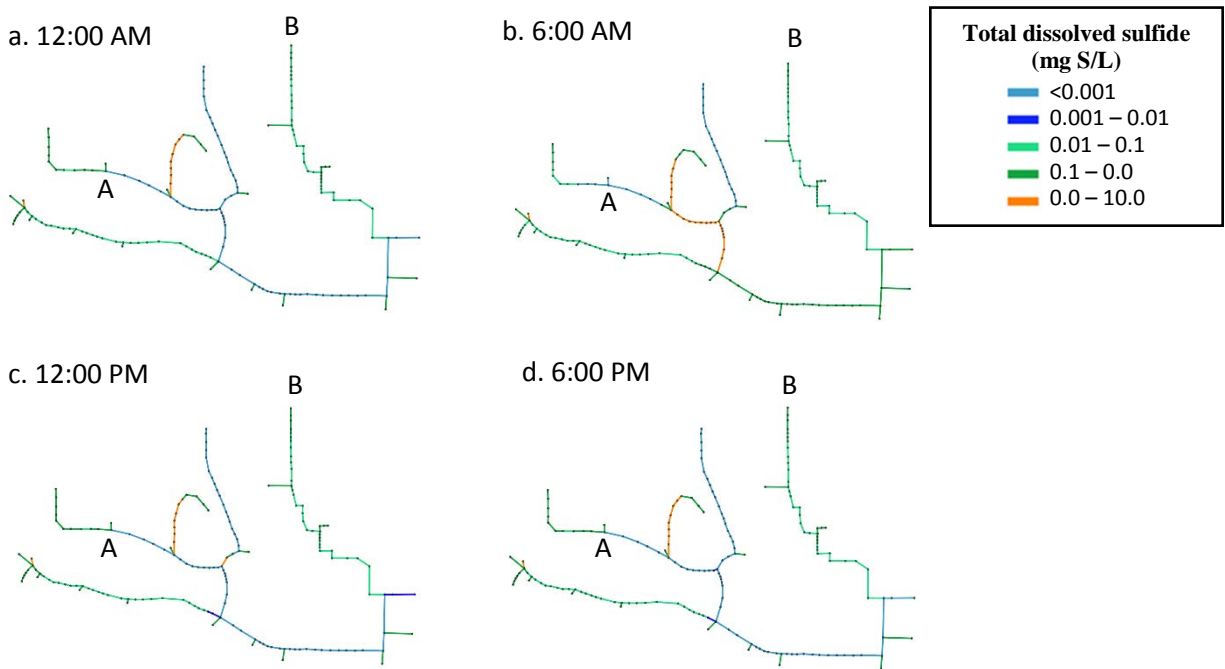 a. 12:00 AM
B
A
b. 6:00 AM
B
A
Total dissolved sulfide
(mg S/L)
<0.001
0.001 – 0.01
0.01 – 0.1
0.1 – 0.0
0.0 – 10.0
c. 12:00 PM
B
A
d. 6:00 PM
B
A